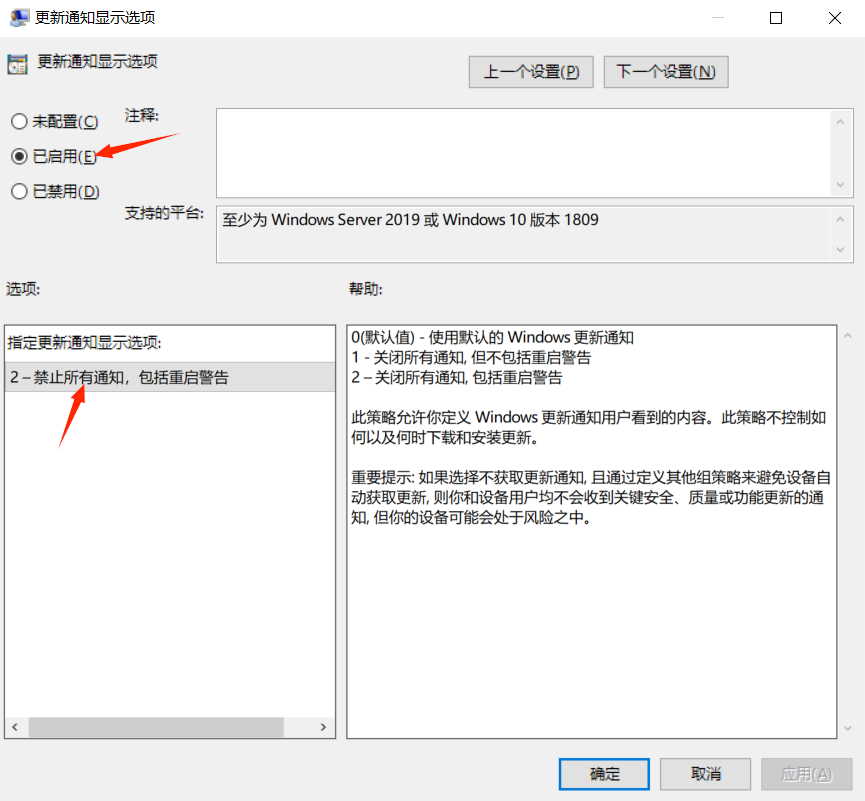 更新通知显示选项
更新通知显示选项
上一个设置(P)
下一个设置(N)
未配置(C)
注释:
已启用(E)
已禁用(D)
支持的平台:
至少为 Windows Server 2019 或 Windows 10 版本 1809
选项:
帮助:
指定更新通知显示选项:
2 – 禁止所有通知，包括重启警告
0(默认值) - 使用默认的 Windows 更新通知
1 - 关闭所有通知, 但不包括重启警告
2 – 关闭所有通知, 包括重启警告
此策略允许你定义 Windows 更新通知用户看到的内容。此策略不控制如
何以及何时下载和安装更新。
重要提示: 如果选择不获取更新通知, 且通过定义其他组策略来避免设备自
动获取更新, 则你和设备用户均不会收到关键安全、质量或功能更新的通
知, 但你的设备可能会处于风险之中。
确定
取消
应用(A)